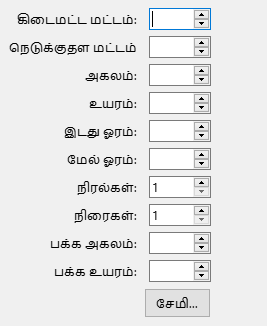 கிடைமட்ட மட்டம்:
நெடுக்குதள மட்டம்
அகலம்:
உயரம்:
இடது ஓரம்:
மேல் ஓரம்:
நிரல்கள்: 1
நிரைகள்: 1
பக்க அகலம்:
பக்க உயரம்:
சேமி...